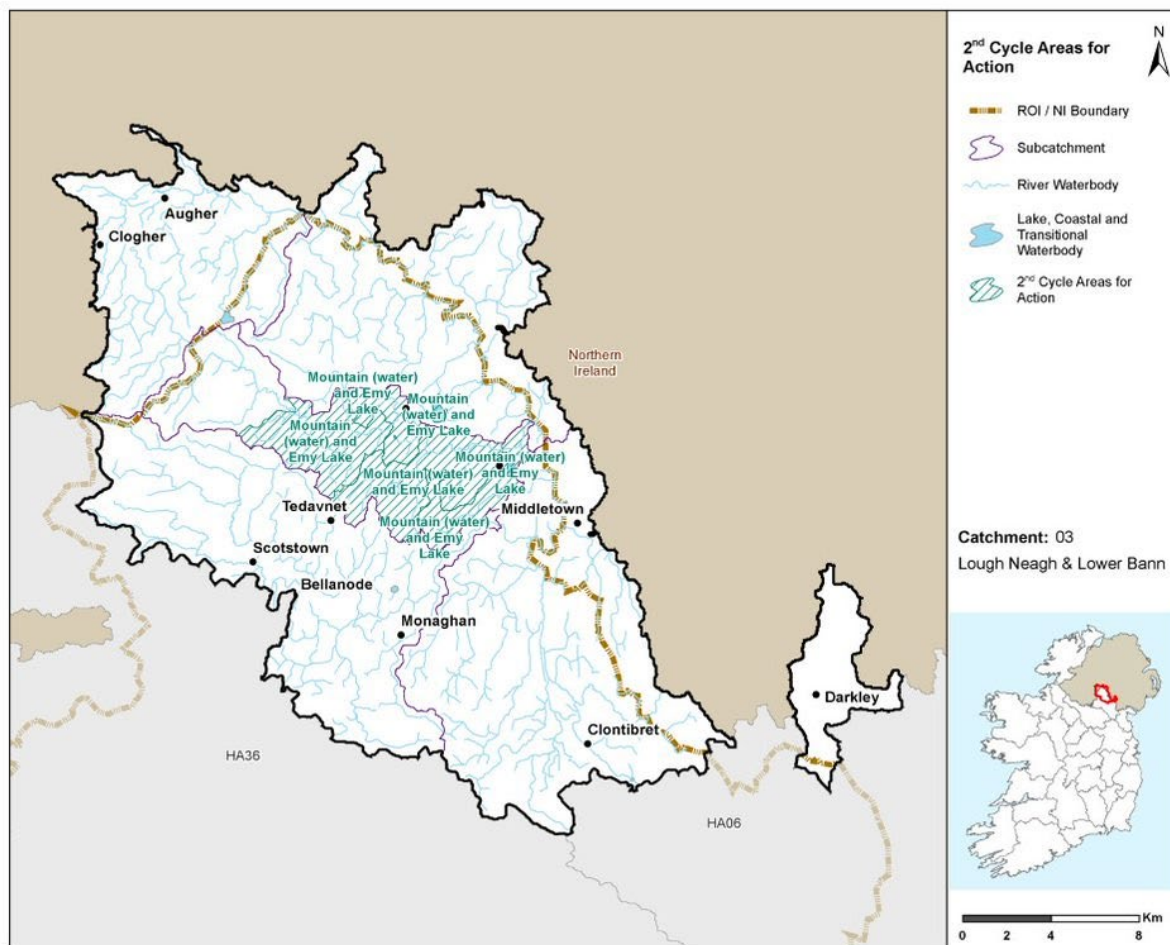 Augher
Clogher
Northern
Ireland
Mountain (water)
and Emy
Lake
Mountain
(water) and
Emy Lake
Mountain
(water) and
Emy Lake
Mountain (water)
and Emy
Lake
Mountain (water)
and Emy Lake
Mountain (water)
and Emy
Lake
Tedavnet
Middletown
Scotstown
Bellanode
Monaghan
Darkley
Clontibret
HA36
HA06
2nd Cycle Areas for
Action
N
ROI / NI Boundary
Subcatchment
River Waterbody
Lake, Coastal and
Transitional
Waterbody
2nd Cycle Areas for
Action
Catchment: 03
Lough Neagh & Lower Bann
Km
0 2 4 8